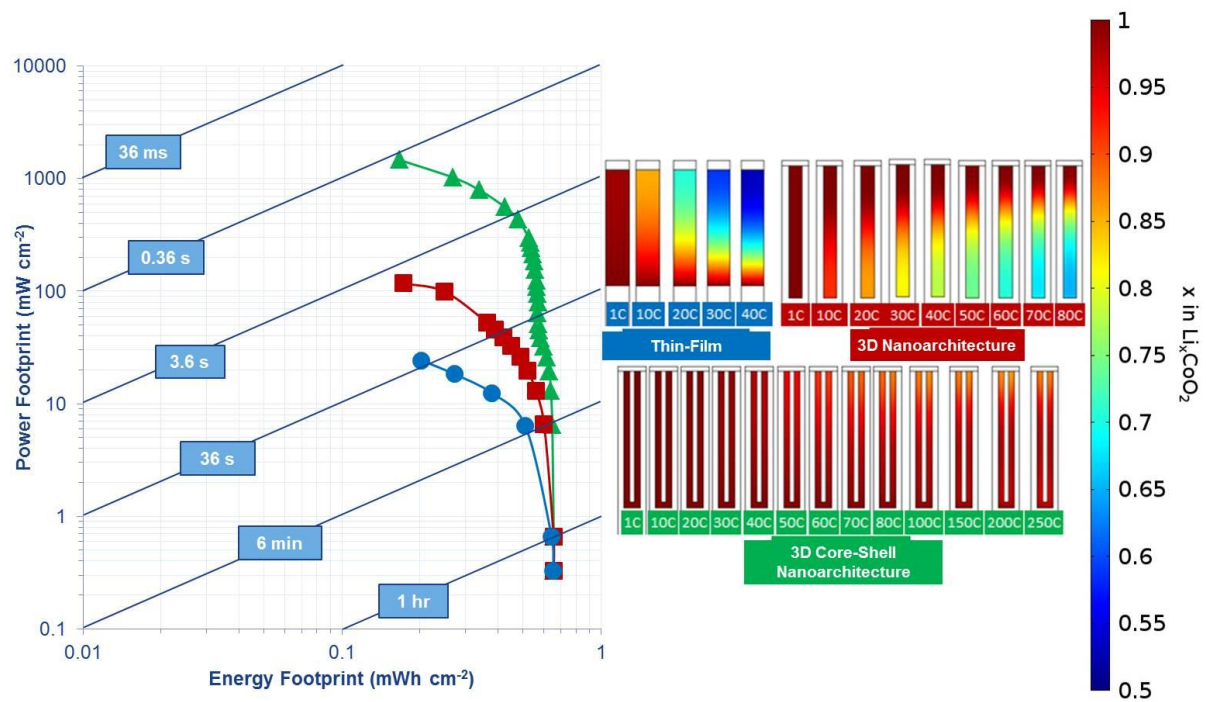 10000
1000
100
10
1
0.1
0.01
0.1
1
Power Footprint (mW cm-2)
Energy Footprint (mWh cm-2)
36 ms
0.36 s
3.6 s
36 s
6 min
1 hr
1C 10C 20C 30C 40C
Thin-Film
1C 10C 20C 30C 40C 50C 60C 70C 80C
3D Nanoarchitecture
1C 10C 20C 30C 40C 50C 60C 70C 80C 100C 150C 200C 250C
3D Core-Shell
Nanoarchitecture
1
0.95
0.9
0.85
0.8
0.75
0.7
0.65
0.6
0.55
0.5
x in LixCoO2